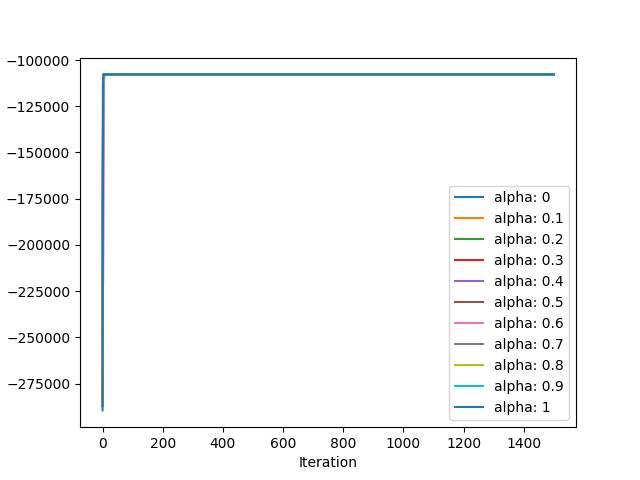 −100000
−125000
−150000
−175000
−200000
−225000
−250000
−275000
0 200 400 600 800 1000 1200 1400
Iteration
alpha: 0
alpha: 0.1
alpha: 0.2
alpha: 0.3
alpha: 0.4
alpha: 0.5
alpha: 0.6
alpha: 0.7
alpha: 0.8
alpha: 0.9
alpha: 1